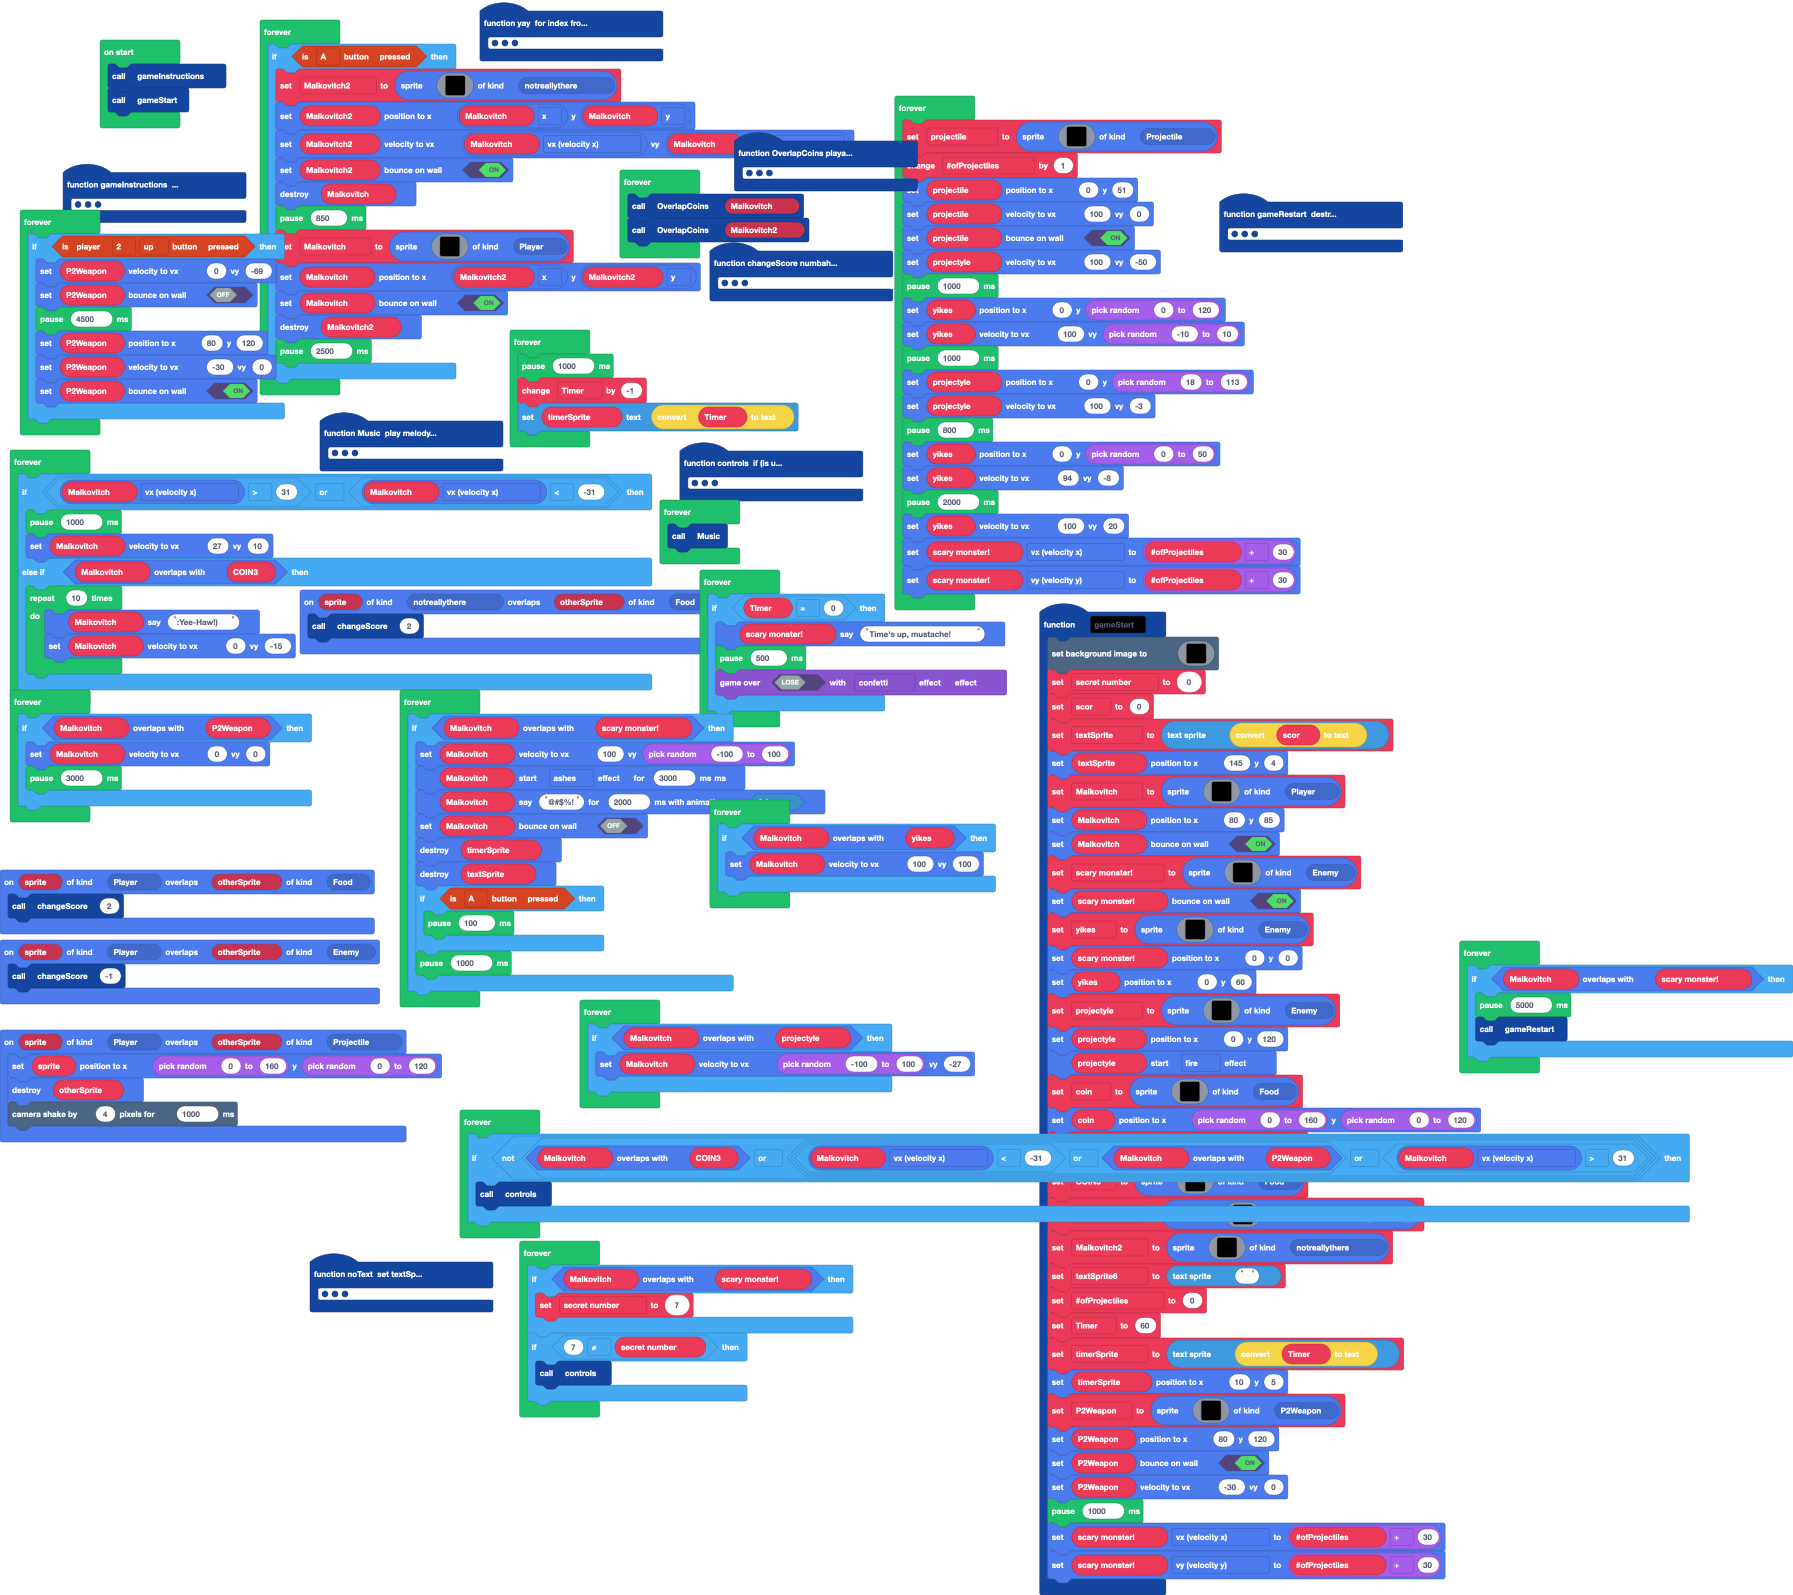 on start
call gameInstructions
call gameStart
forever
if is A button pressed then
set Malkovitch2 to sprite of kind notreallythere
set Malkovitch2 position to x Malkovitch x y Malkovitch y
set Malkovitch2 velocity to vx Malkovitch vx (velocity x) vy Malkovitch
set Malkovitch2 bounce on wall ON
destroy Malkovitch
pause 850 ms
set Malkovitch to sprite of kind Player
set Malkovitch position to x Malkovitch2 x y Malkovitch2 y
set Malkovitch bounce on wall ON
destroy Malkovitch2
pause 2500 ms
function yay for index fro...
function gameInstructions ...
forever
if is player 2 up button pressed then
set P2Weapon velocity to vx 0 vy -69
set P2Weapon bounce on wall OFF
pause 4500 ms
set P2Weapon position to x 80 y 120
set P2Weapon velocity to vx -30 vy 0
set P2Weapon bounce on wall ON
function OverlapCoins playa...
forever
call OverlapCoins Malkovitch
call OverlapCoins Malkovitch2
function changeScore numbah...
forever
pause 1000 ms
change Timer by -1
set timerSprite text convert Timer to text
forever
set projectile to sprite of kind Projectile
change #ofProjectiles by 1
set projectile position to x 0 y 51
set projectile velocity to vx 100 vy 0
set projectile bounce on wall ON
set projectyle velocity to vx 100 vy -50
pause 1000 ms
set yikes position to x 0 y pick random 0 to 120
set yikes velocity to vx 100 vy pick random -10 to 10
pause 1000 ms
set projectyle position to x 0 y pick random 18 to 113
set projectyle velocity to vx 100 vy -3
pause 800 ms
set yikes position to x 0 y pick random 0 to 50
set yikes velocity to vx 94 vy -8
pause 2000 ms
set yikes velocity to vx 100 vy 20
set scary monster! vx (velocity x) to #ofProjectiles + 30
set scary monster! vy (velocity y) to #ofProjectiles + 30
function gameRestart destr...
function Music play melody...
function controls if (is u...
forever
call Music
forever
if Malkovitch vx (velocity x) > 31 or Malkovitch vx (velocity x) < -31 then
pause 1000 ms
set Malkovitch velocity to vx 27 vy 10
else if Malkovitch overlaps with COIN3 then
repeat 10 times
do Malkovitch say ":Yee-Haw!)"
set Malkovitch velocity to vx 0 vy -15
on sprite of kind notreallythere overlaps otherSprite of kind Food
call changeScore 2
forever
if Timer = 0 then
scary monster! say "Time's up, mustache!"
pause 500 ms
game over LOSE with confetti effect effect
forever
if Malkovitch overlaps with P2Weapon then
set Malkovitch velocity to vx 0 vy 0
pause 3000 ms
forever
if Malkovitch overlaps with scary monster! then
set Malkovitch velocity to vx 100 vy pick random -100 to 100
Malkovitch start ashes effect for 3000 ms ms
Malkovitch say "@#$%!" for 2000 ms with animati
set Malkovitch bounce on wall OFF
destroy timerSprite
destroy textSprite
if is A button pressed then
pause 100 ms
pause 1000 ms
forever
if Malkovitch overlaps with yikes then
set Malkovitch velocity to vx 100 vy 100
on sprite of kind Player overlaps otherSprite of kind Food
call changeScore 2
on sprite of kind Player overlaps otherSprite of kind Enemy
call changeScore -1
on sprite of kind Player overlaps otherSprite of kind Projectile
set sprite position to x pick random 0 to 160 y pick random 0 to 120
destroy otherSprite
camera shake by 4 pixels for 1000 ms
forever
if Malkovitch overlaps with projectyle then
set Malkovitch velocity to vx pick random -100 to 100 vy -27
forever
if not Malkovitch overlaps with COIN3 or Malkovitch vx (velocity x) < -31 or Malkovitch overlaps with P2Weapon or Malkovitch vx (velocity x) > 31 then
call controls
function noText set textSp...
forever
if Malkovitch overlaps with scary monster! then
set secret number to 7
if 7 ≠ secret number then
call controls
function gameStart
set background image to
set secret number to 0
set scor to 0
set textSprite to text sprite convert scor to text
set textSprite position to x 145 y 4
set Malkovitch to sprite of kind Player
set Malkovitch position to x 80 y 85
set Malkovitch bounce on wall ON
set scary monster! to sprite of kind Enemy
set scary monster! bounce on wall ON
set yikes to sprite of kind Enemy
set scary monster! position to x 0 y 0
set yikes position to x 0 y 60
set projectyle to sprite of kind Enemy
set projectyle position to x 0 y 120
projectyle start fire effect
set coin to sprite of kind Food
set coin position to x pick random 0 to 160 y pick random 0 to 120
set COIN3 to sprite of kind Food
set Malkovitch2 to sprite of kind notreallythere
set textSprite6 to text sprite " "
set #ofProjectiles to 0
set Timer to 60
set timerSprite to text sprite convert Timer to text
set timerSprite position to x 10 y 5
set P2Weapon to sprite of kind P2Weapon
set P2Weapon position to x 80 y 120
set P2Weapon bounce on wall ON
set P2Weapon velocity to vx -30 vy 0
pause 1000 ms
set scary monster! vx (velocity x) to #ofProjectiles + 30
set scary monster! vy (velocity y) to #ofProjectiles + 30
forever
if Malkovitch overlaps with scary monster! then
pause 5000 ms
call gameRestart